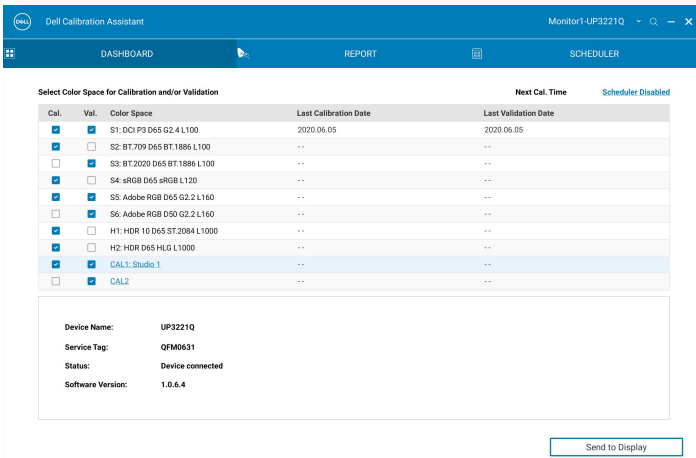 DELL Dell Calibration Assistant Monitor1-UP3221Q
DASHBOARD REPORT SCHEDULER
Select Color Space for Calibration and/or Validation Next Cal. Time Scheduler Disabled
Cal. Val. Color Space Last Calibration Date Last Validation Date
S1: DCI P3 D65 G2.4 L100 2020.06.05 2020.06.05
S2: BT.709 D65 BT.1886 L100 -- --
S3: BT.2020 D65 BT.1886 L100 -- --
S4: sRGB D65 sRGB L120 -- --
S5: Adobe RGB D65 G2.2 L160 -- --
S6: Adobe RGB D50 G2.2 L160 -- --
H1: HDR 10 D65 ST.2084 L1000 -- --
H2: HDR D65 HLG L1000 -- --
CAL1: Studio 1 -- --
CAL2 -- --
Device Name: UP3221Q
Service Tag: QFM0631
Status: Device connected
Software Version: 1.0.6.4
Send to Display